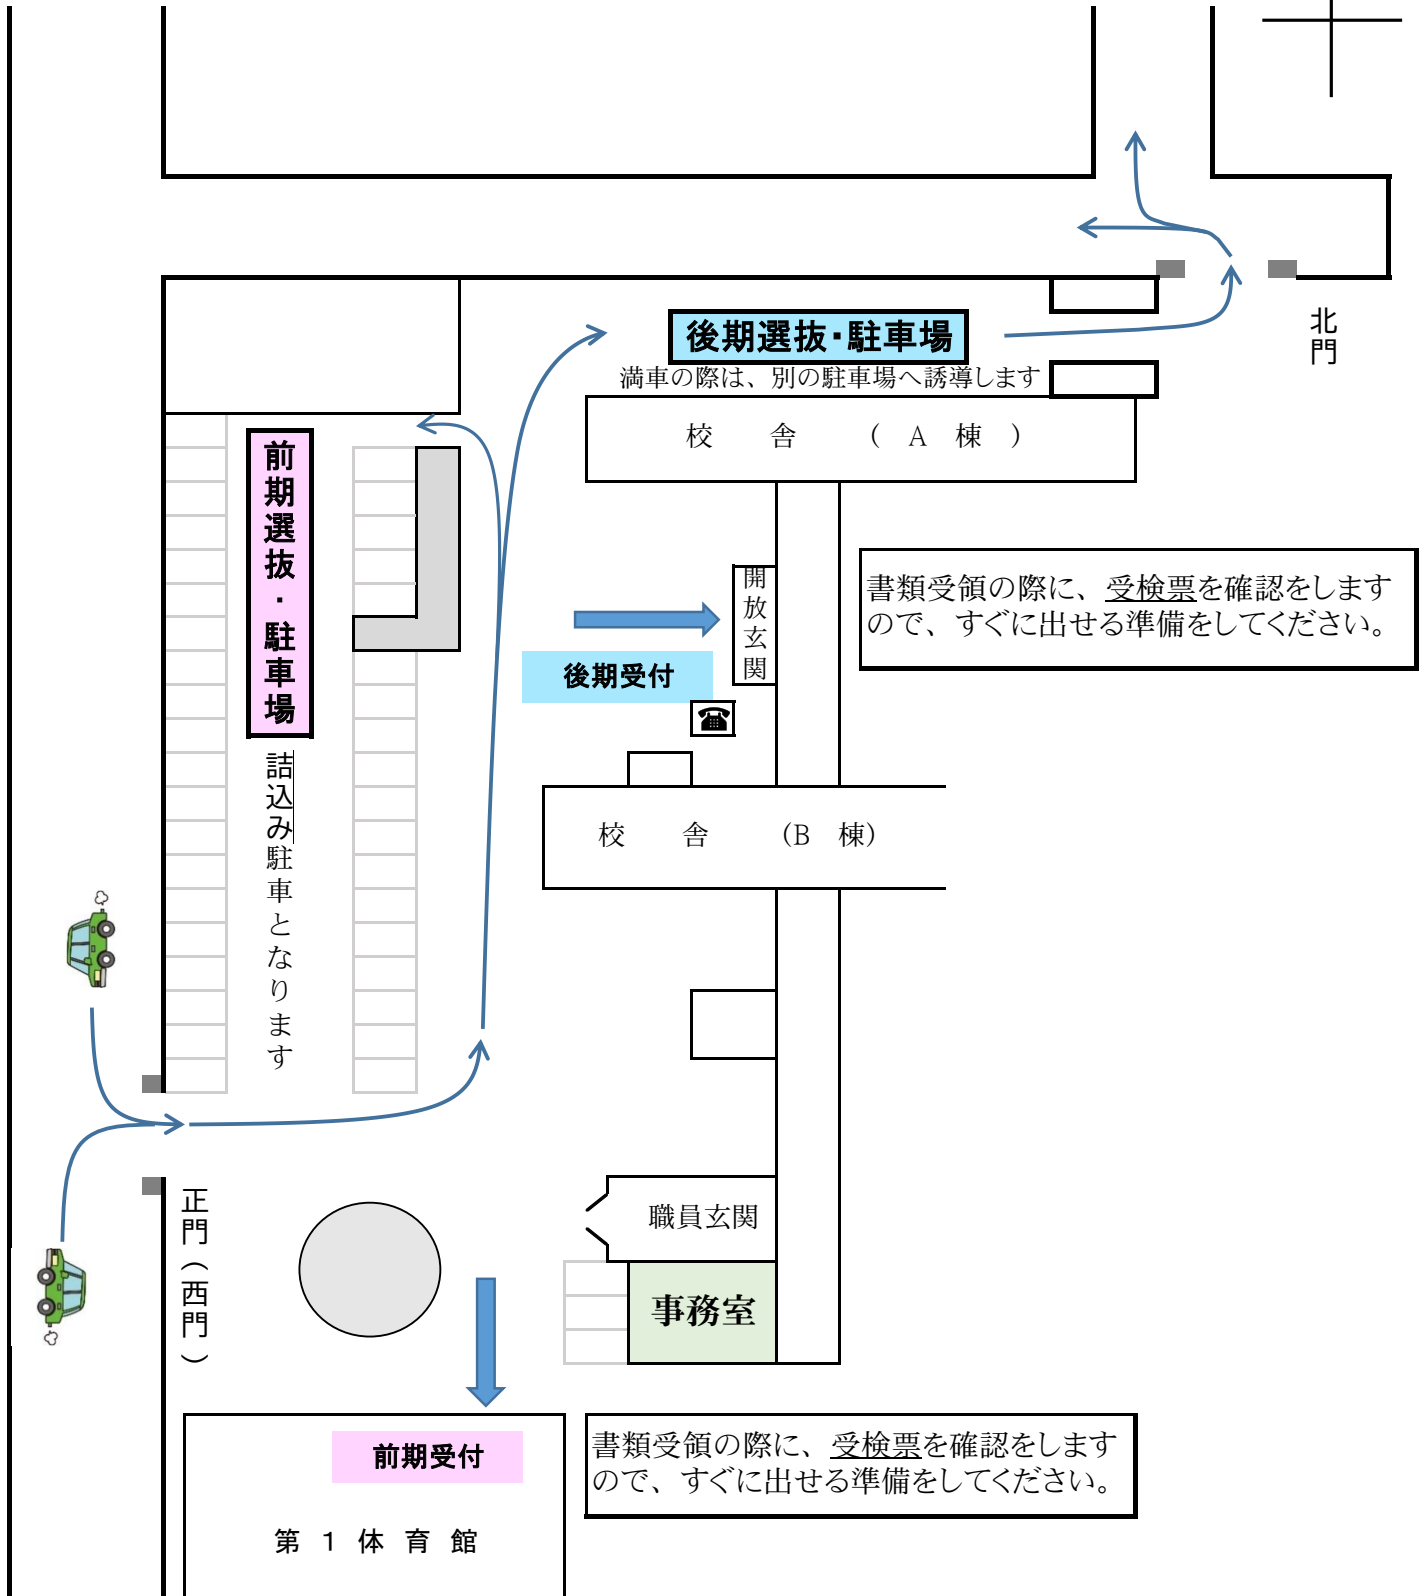 北門
後期選抜・駐車場
満車の際は、別の駐車場へ誘導します
校　舎　（　A　棟　）
前期選抜・駐車場
詰込み駐車となります
開放玄関
書類受領の際に、受検票を確認をします
ので、すぐに出せる準備をしてください。
後期受付
校　舎　（B　棟）
正門（西門）
職員玄関
事務室
前期受付
書類受領の際に、受検票を確認をします
ので、すぐに出せる準備をしてください。
第　1　体　育　館